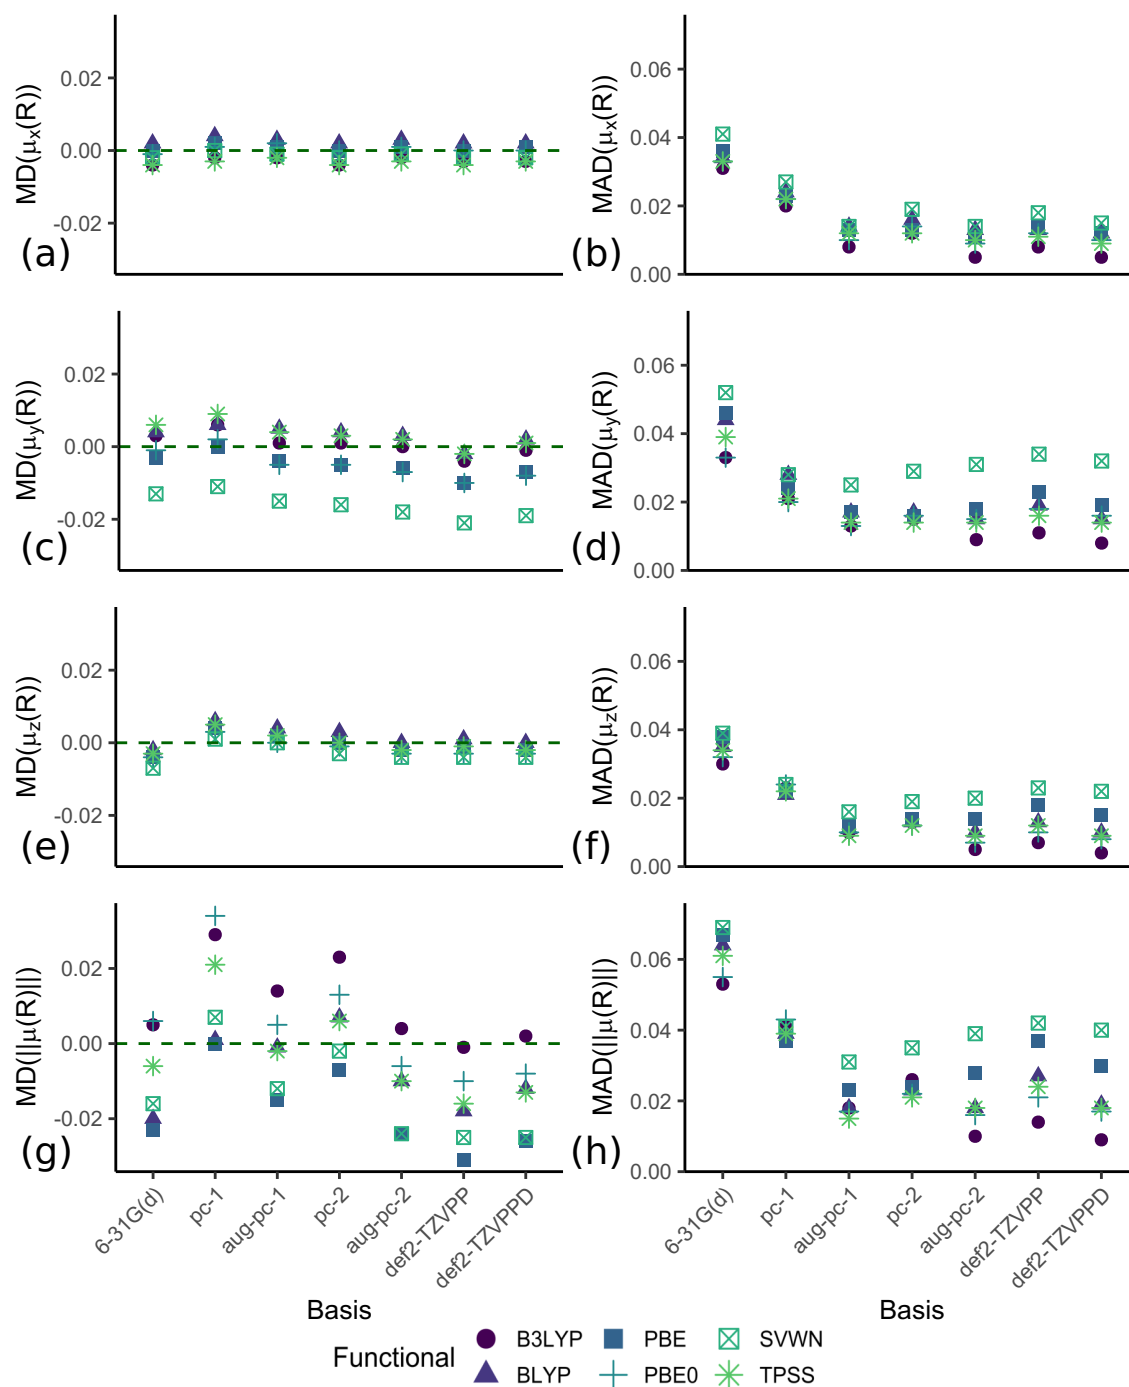 MD(μx(R))
0.02
0.00
-0.02
(a)
MAD(μx(R))
0.06
0.04
0.02
0.00
(b)
MD(μy(R))
0.02
0.00
-0.02
(c)
MAD(μy(R))
0.06
0.04
0.02
0.00
(d)
MD(μz(R))
0.02
0.00
-0.02
(e)
MAD(μz(R))
0.06
0.04
0.02
0.00
(f)
MD(||μ(R)||)
0.02
0.00
-0.02
(g)
MAD(||μ(R)||)
0.06
0.04
0.02
0.00
(h)
6-31G(d)
pc-1
aug-pc-1
pc-2
aug-pc-2
def2-TZVPP
def2-TZVPPD
6-31G(d)
pc-1
aug-pc-1
pc-2
aug-pc-2
def2-TZVPP
def2-TZVPPD
Basis
Basis
Functional
B3LYP
PBE
SVWN
BLYP
PBE0
TPSS